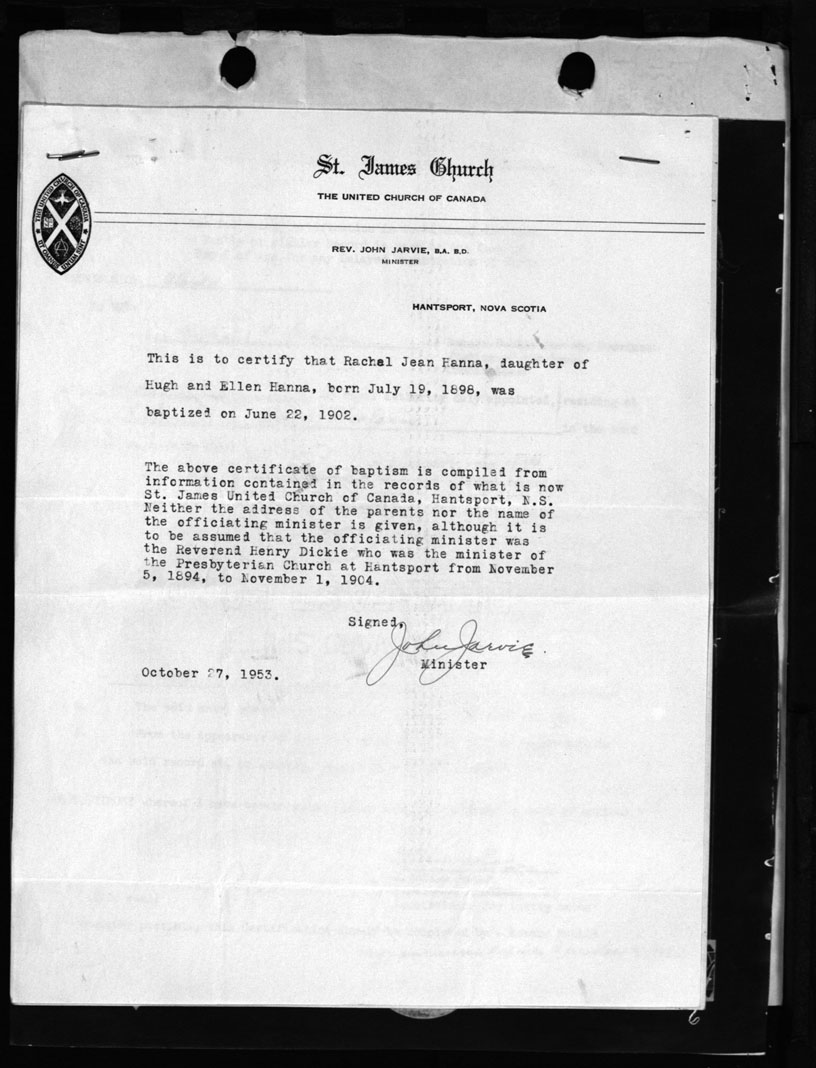 St. James Church
THE UNITED CHURCH OF CANADA
REV. JOHN JARVIE, B.A. B.D.
MINISTER
HANTSPORT, NOVA SCOTIA
This is to certify that Rachel Jean Hanna, daughter of
Hugh and Ellen Hanna, born July 19, 1898, was
baptized on June 22, 1902.
The above certificate of baptism is compiled from
information contained in the records of what is now
St. James United Church of Canada, Hantsport, N.S.
Neither the address of the parents nor the name of
the officiating minister is given, although it is
to be assumed that the officiating minister was
the Reverend Henry Dickie who was the minister of
the Presbyterian Church at Hantsport from November
5, 1894, to November 1, 1904.
Signed,
John Jarvie.
Minister
October 27, 1953.